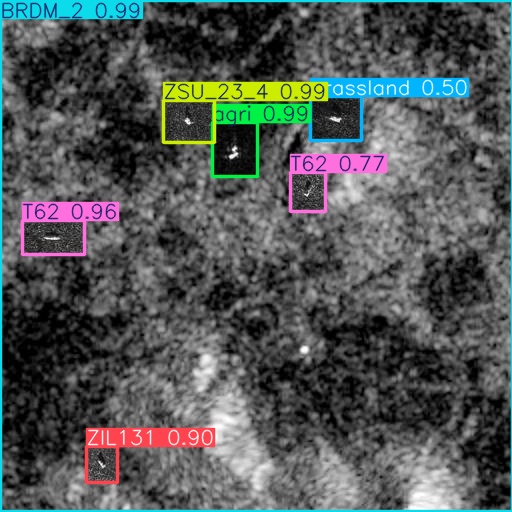 BRDM_2 0.99
ZSU_23_4 0.99
rassland 0.50
aqri 0.99
T62 0.77
T62 0.96
ZIL131 0.90